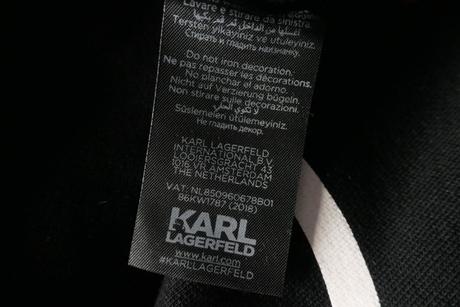 Lavare e stirare da sinistra.
Tersten yıkayınız ve ütüleyiniz.
Стирать и гладить наизнанку.
Do not iron decoration.
Ne pas repasser les décorations.
No planchar el adorno.
Nicht auf Verzierung bügeln.
Non stirare sulle decorazioni.
Süslemeleri ütülemeyiniz.
Не гладить декор.
KARL LAGERFELD
INTERNATIONAL B.V.
LOOIERSGRACHT 43
1016 VR AMSTERDAM
THE NETHERLANDS
VAT: NL850960678B01
86KW1787 (2018)
KARL
LAGERFELD
www.karl.com
#KARLLAGERFELD